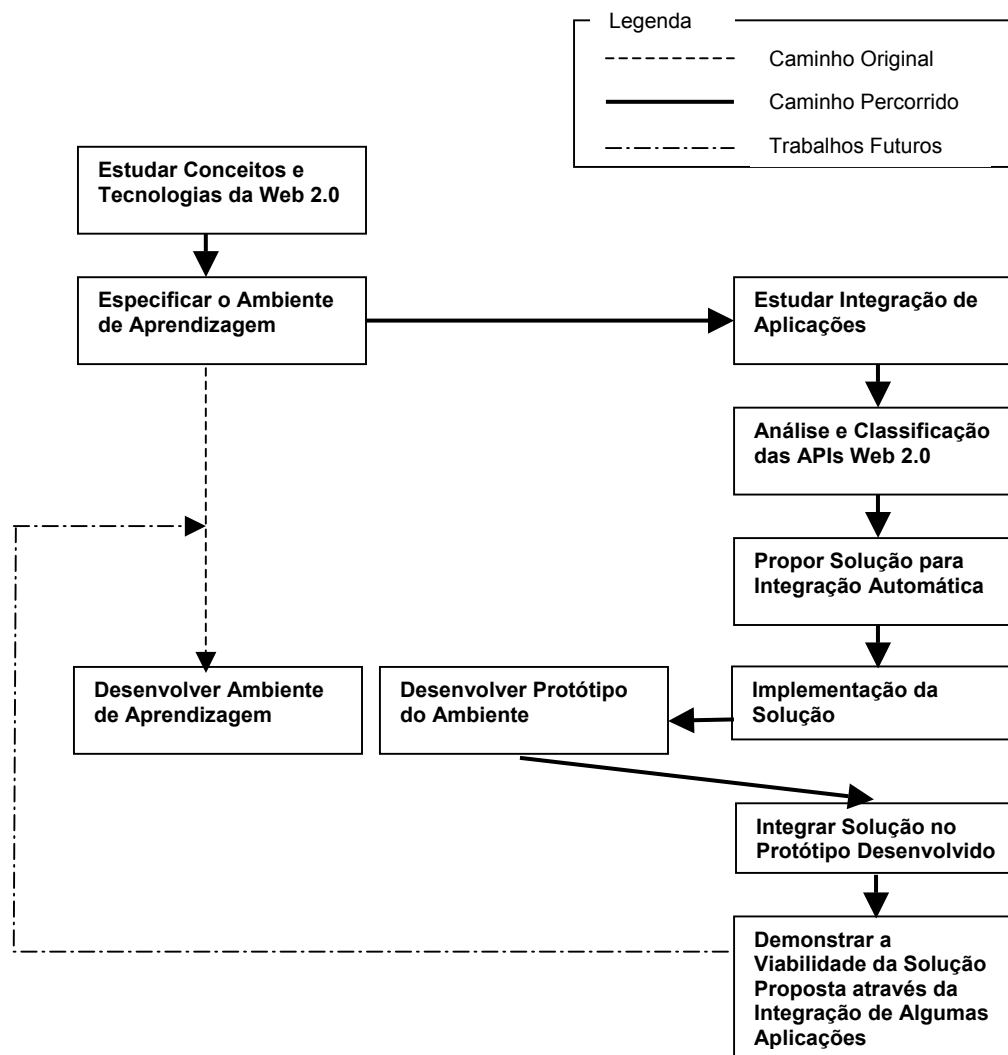 Legenda
Caminho Original
Caminho Percorrido
Trabalhos Futuros
Estudar Conceitos e
Tecnologias da Web 2.0
Especificar o Ambiente
de Aprendizagem
Estudar Integração de
Aplicações
Análise e Classificação
das APIs Web 2.0
Propor Solução para
Integração Automática
Desenvolver Ambiente
de Aprendizagem
Desenvolver Protótipo
do Ambiente
Implementação da
Solução
Integrar Solução no
Protótipo Desenvolvido
Demonstrar a
Viabilidade da Solução
Proposta através da
Integração de Algumas
Aplicações